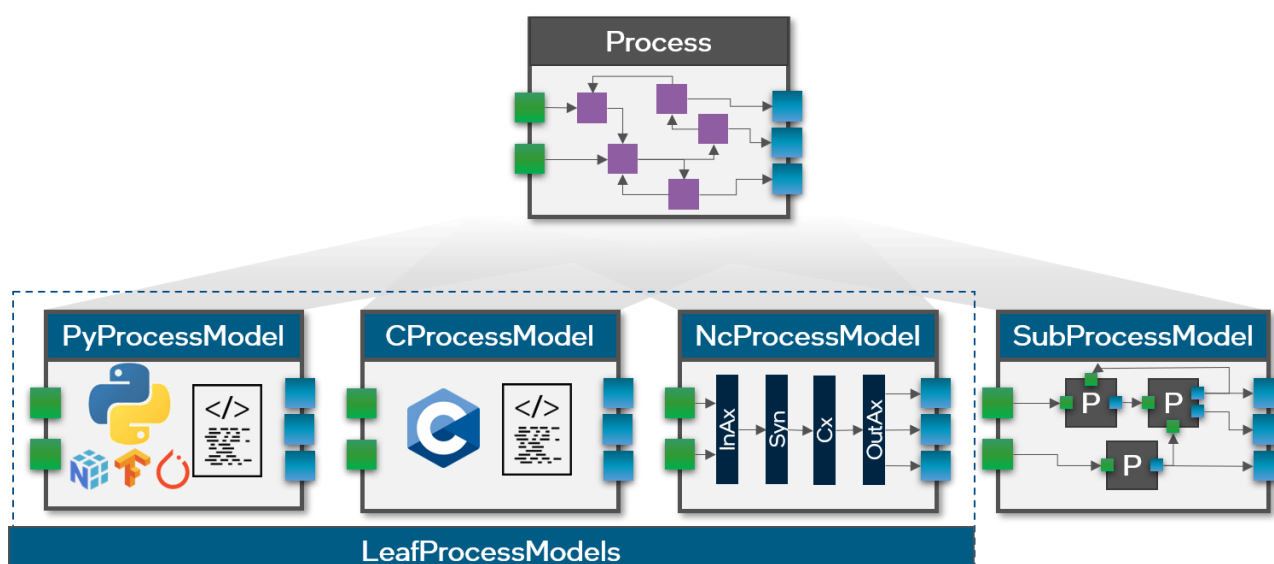 Process
PyProcessModel
CProcessModel
NcProcessModel
SubProcessModel
</>
N
C
</>
InAx
Syn
Cx
OutAx
P
P
P
LeafProcessModels